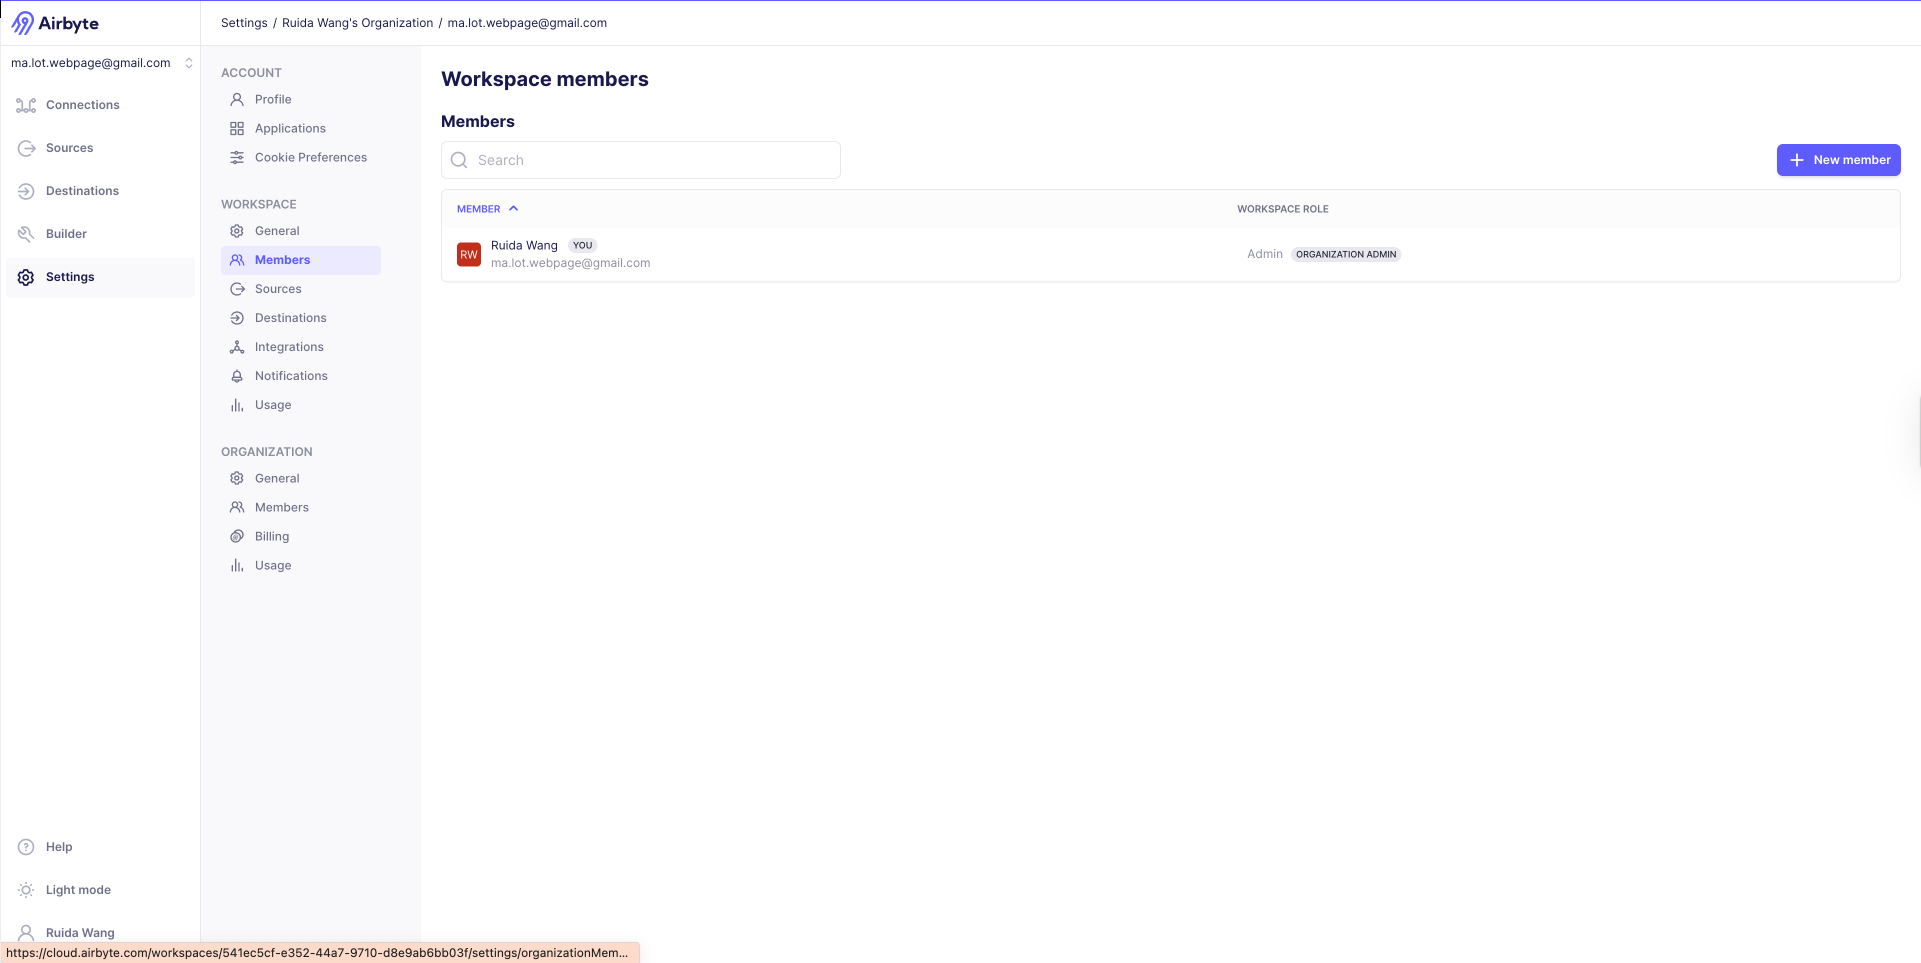 Airbyte
Settings / Ruida Wang's Organization / ma.lot.webpage@gmail.com
ma.lot.webpage@gmail.com
Connections
Sources
Destinations
Builder
Settings
Help
Light mode
Ruida Wang
ACCOUNT
Profile
Applications
Cookie Preferences
WORKSPACE
General
Members
Sources
Destinations
Integrations
Notifications
Usage
ORGANIZATION
General
Members
Billing
Usage
Workspace members
Members
Search
New member
MEMBER WORKSPACE ROLE
RW Ruida Wang YOU
ma.lot.webpage@gmail.com
Admin ORGANIZATION ADMIN
https://cloud.airbyte.com/workspaces/541ec5cf-e352-44a7-9710-d8e9ab6bb03f/settings/organizationMem...